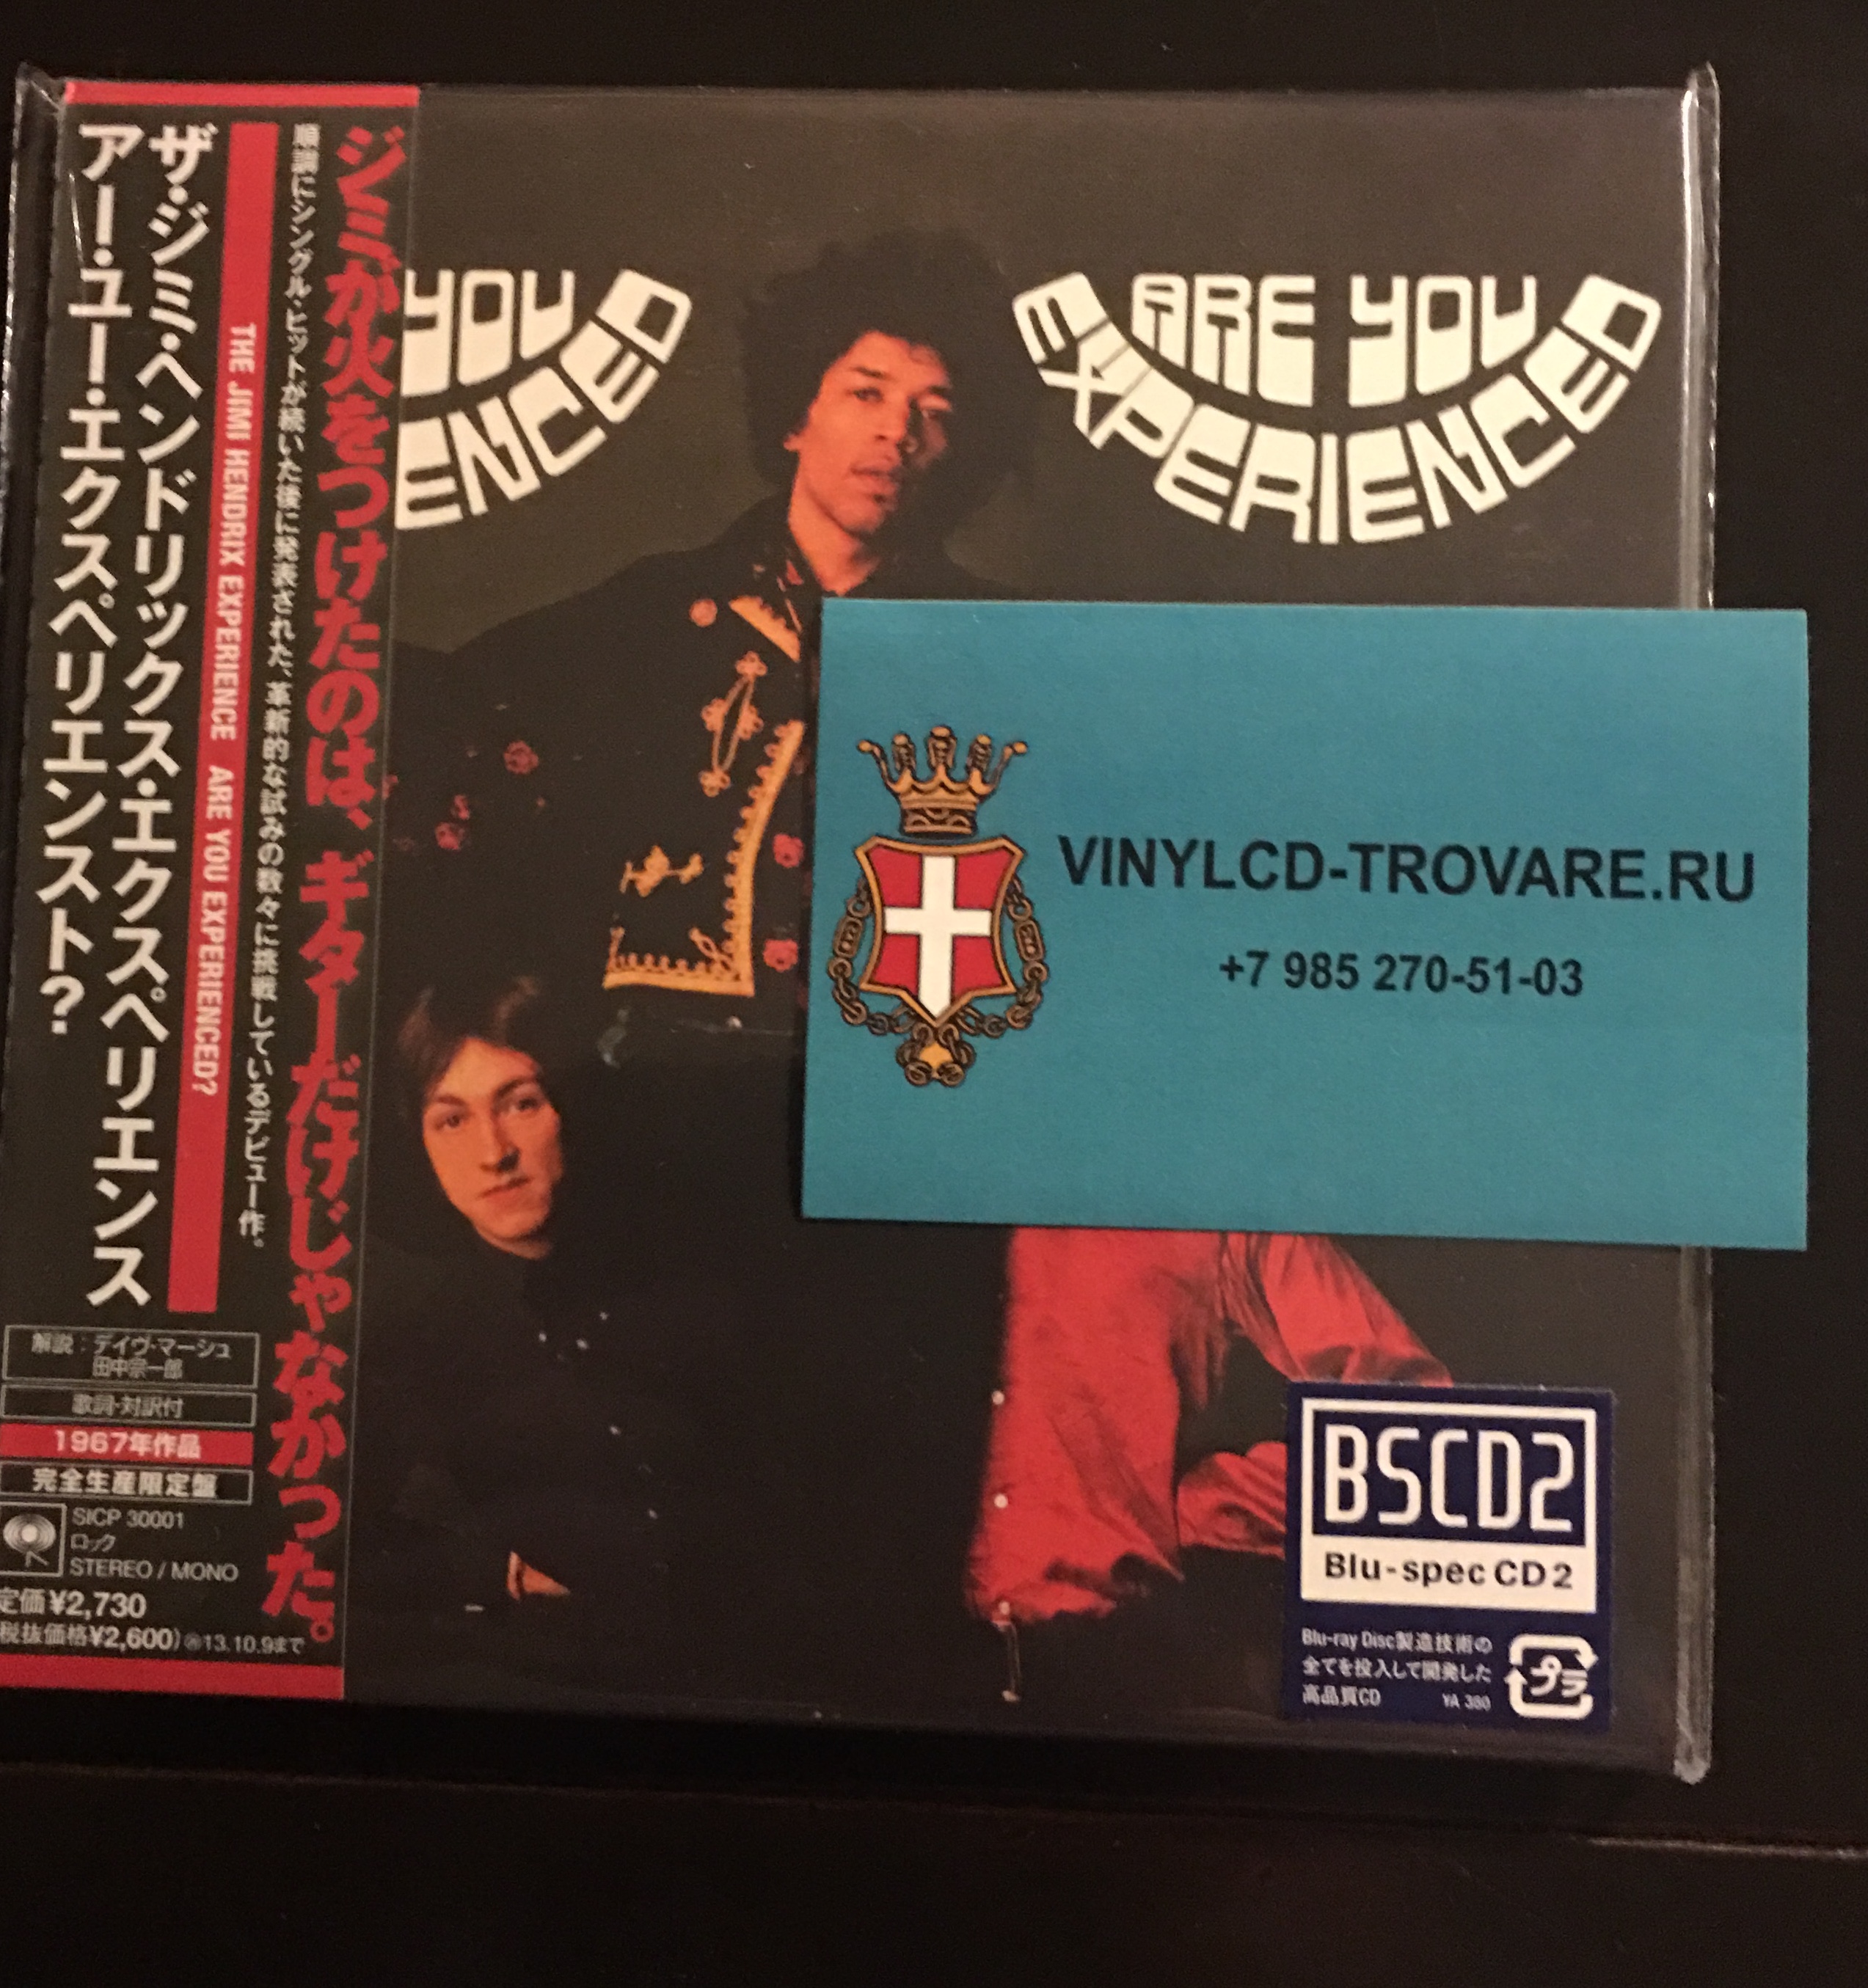 ジミが火をつけたのは、ギターだけじゃなかった。
順調にシングル・ヒットが続いた後に発表された、革新的な試みの数々に挑戦しているデビュー作。
THE JIMI HENDRIX EXPERIENCE ARE YOU EXPERIENCED?
ザ・ジミ・ヘンドリックス・エクスペリエンス
アー・ユー・エクスペリエンスト?
解説:デイヴ・マーシュ
田中宗一郎
歌詞・対訳付
1967年作品
完全生産限定盤
SICP 30001
ロック
STEREO / MONO
定価¥2,730
税抜価格¥2,600)13.10.9まで
YOU
ENCED
ARE YOU
EXPERIENCED
VINYLCD-TROVARE.RU
+7 985 270-51-03
BSCD2
Blu-spec CD2
Blu-ray Disc製造技術の
全てを投入して開発した
高品質CD YA 380
プラ